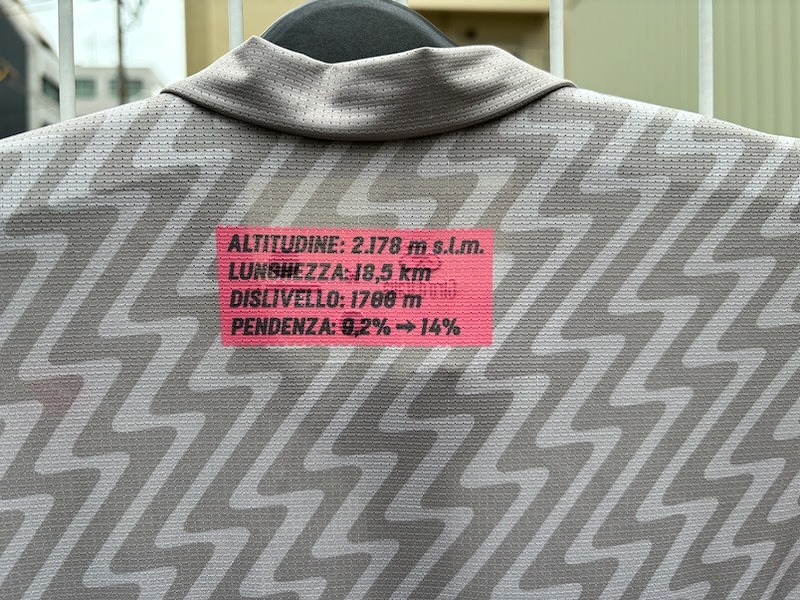 ALTITUDINE: 2.178 m s.l.m.
LUNGHEZZA: 18,5 km
DISLIVELLO: 1700 m
PENDENZA: 9,2% → 14%